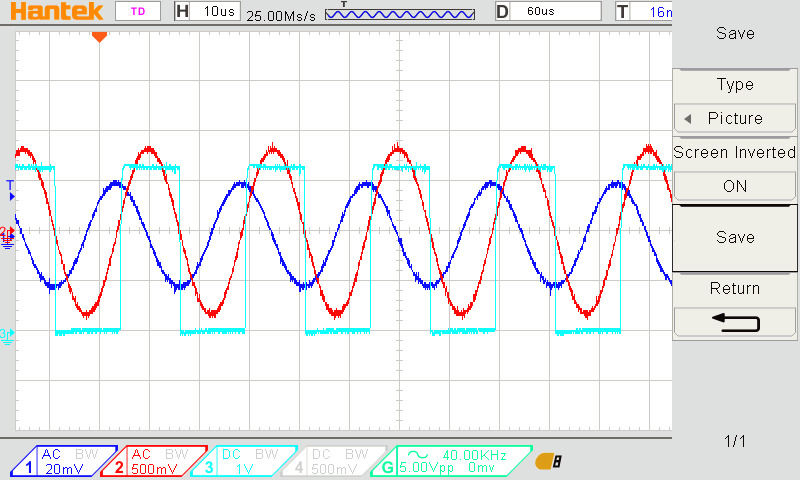 Hantek TD H 10us 25.00Ms/s T D 60us T 16m
Save
Type
Picture
Screen Inverted
ON
Save
Return
T
2
3
1/1
1 AC BW 20mV 2 AC BW 500mV 3 DC BW 1V 4 DC BW 500mV G 40.00KHz 5.00Vpp 0mv 8